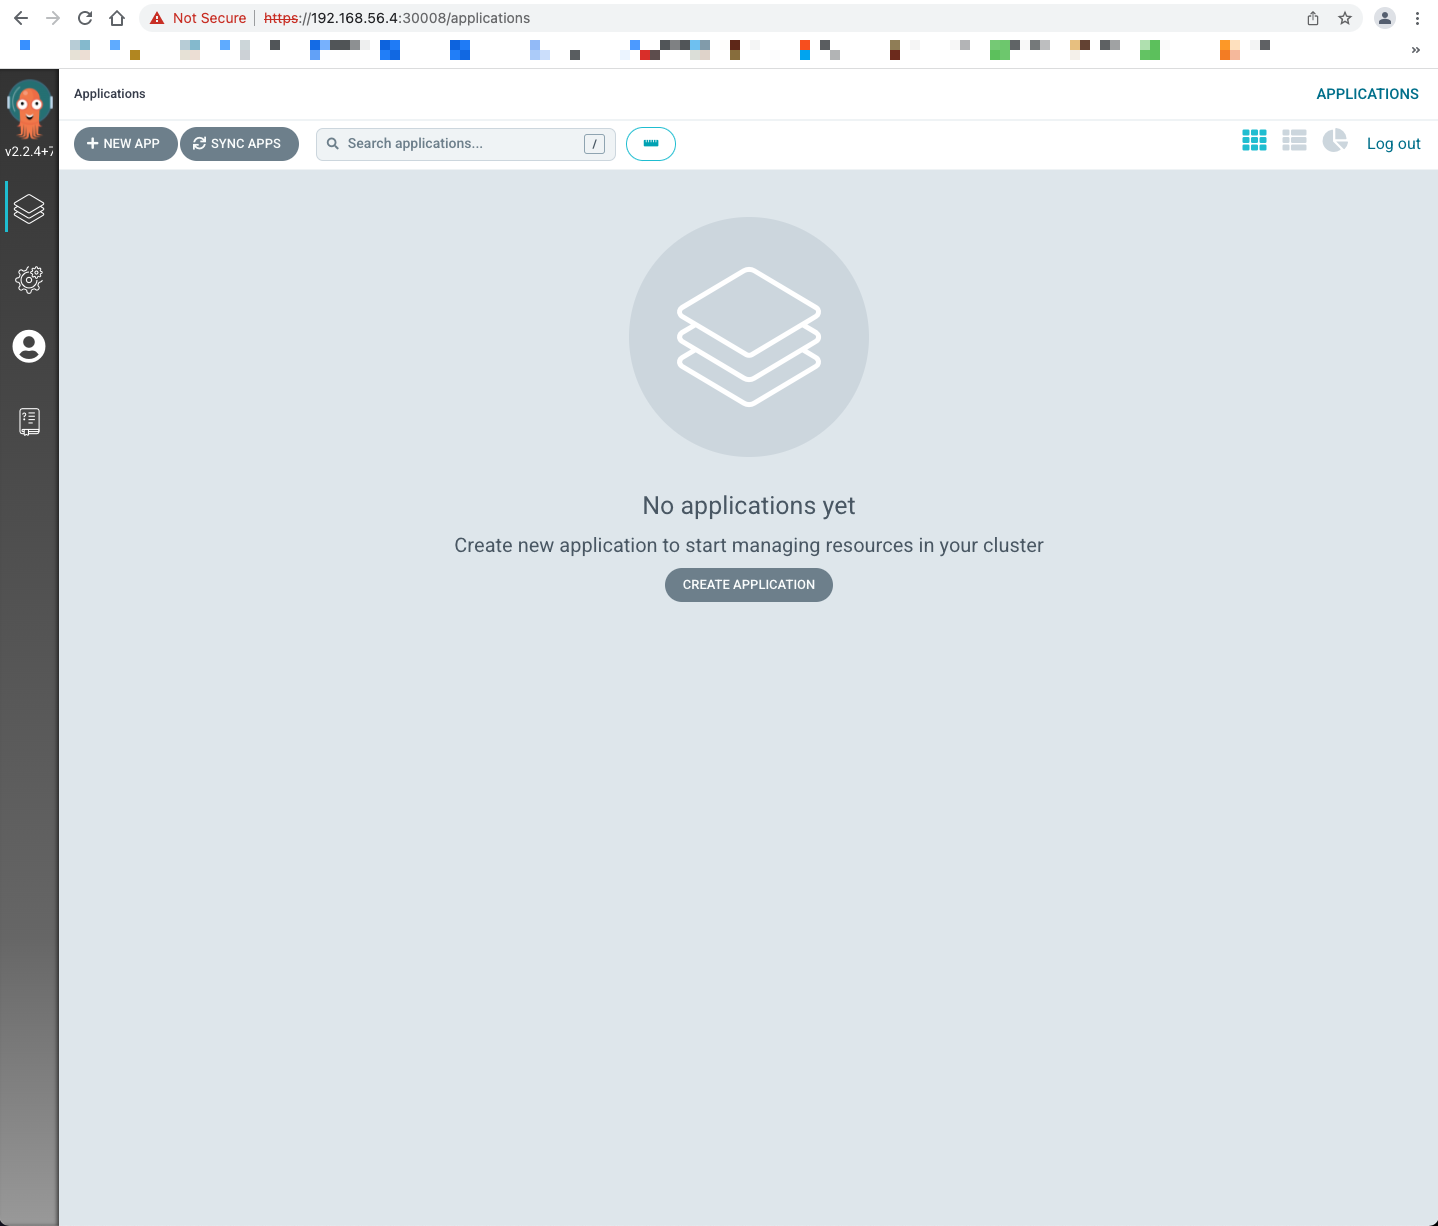 Not Secure | https://192.168.56.4:30008/applications
»
v2.2.4+7
Applications
APPLICATIONS
NEW APP
SYNC APPS
Search applications...
/
Log out
No applications yet
Create new application to start managing resources in your cluster
CREATE APPLICATION